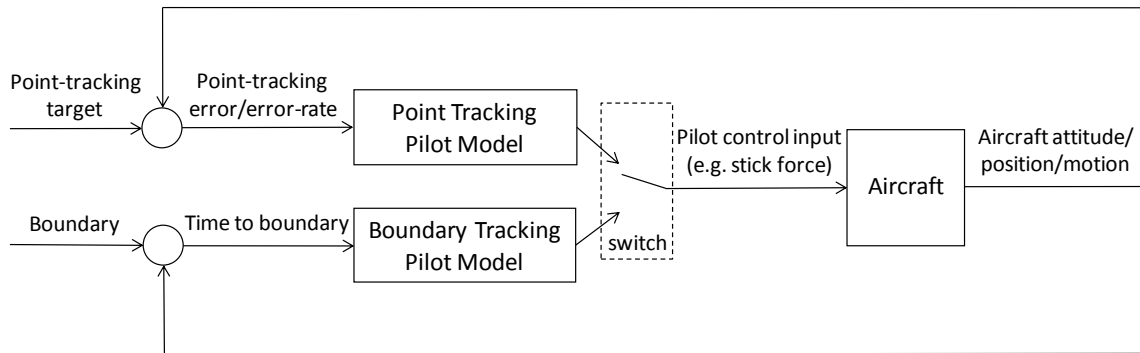 Point-tracking
target
Point-tracking
error/error-rate
Point Tracking
Pilot Model
Pilot control input
(e.g. stick force)
Aircraft
Aircraft attitude/
position/motion
Boundary
Time to boundary
Boundary Tracking
Pilot Model
switch